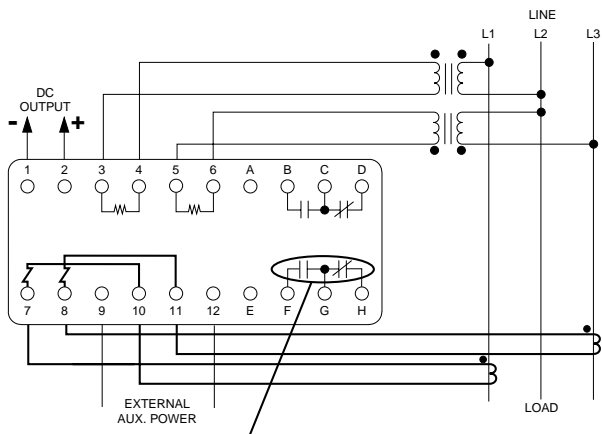 LINE
L1 L2 L3
DC
OUTPUT
- +
1 2 3 4 5 6 A B C D
7 8 9 10 11 12 E F G H
EXTERNAL
AUX. POWER
LOAD